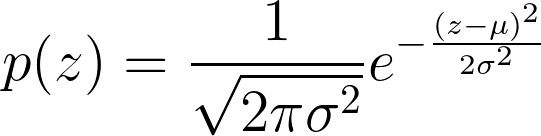 p(z) = \frac{1}{\sqrt{2\pi\sigma^2}} e^{-\frac{(z-\mu)^2}{2\sigma^2}}